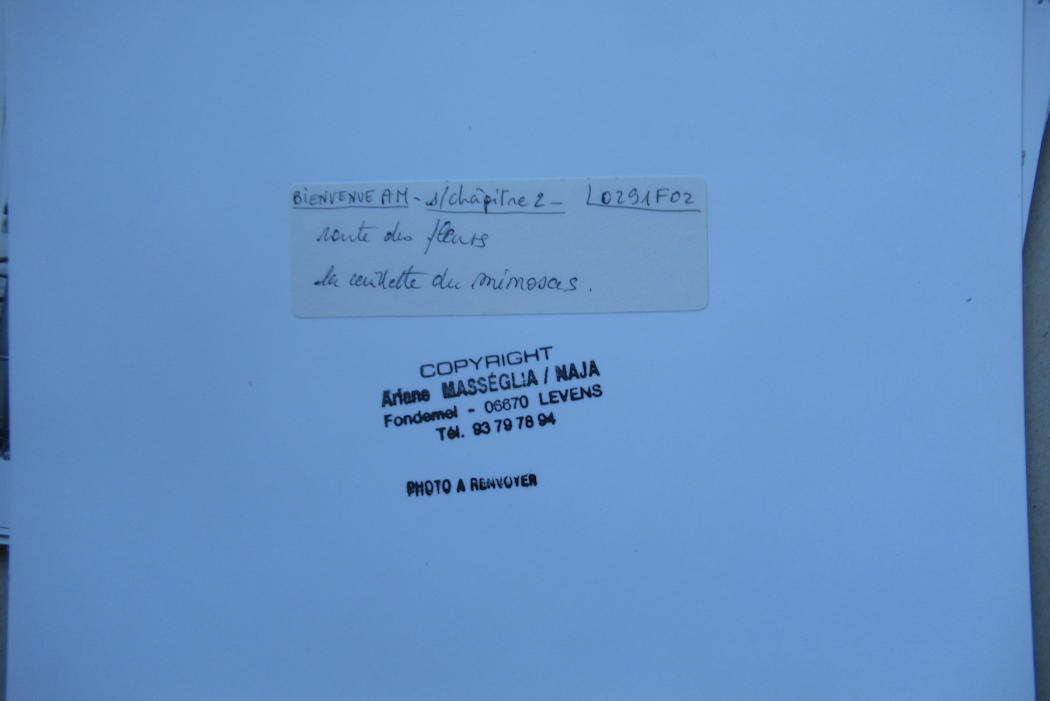 BIENVENUE AM - s/châpitre 2 - L0291F02
route des fleurs
la cueillette du mimosas.
COPYRIGHT
Ariane MASSÉGLIA / NAJA
Fondemel - 06670 LEVENS
Tél. 93 79 78 94
PHOTO A RENVOYER